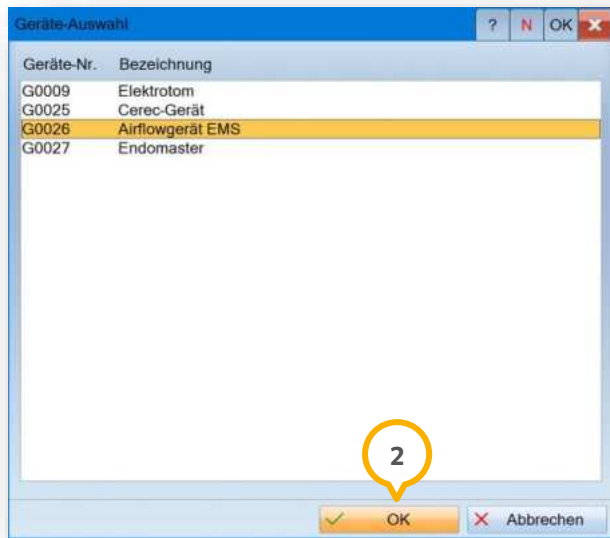 Geräte-Auswahl ? N OK
Geräte-Nr. Bezeichnung
G0009 Elektrotom
G0025 Cerec-Gerät
G0026 Airflowgerät EMS
G0027 Endomaster
2
OK Abbrechen